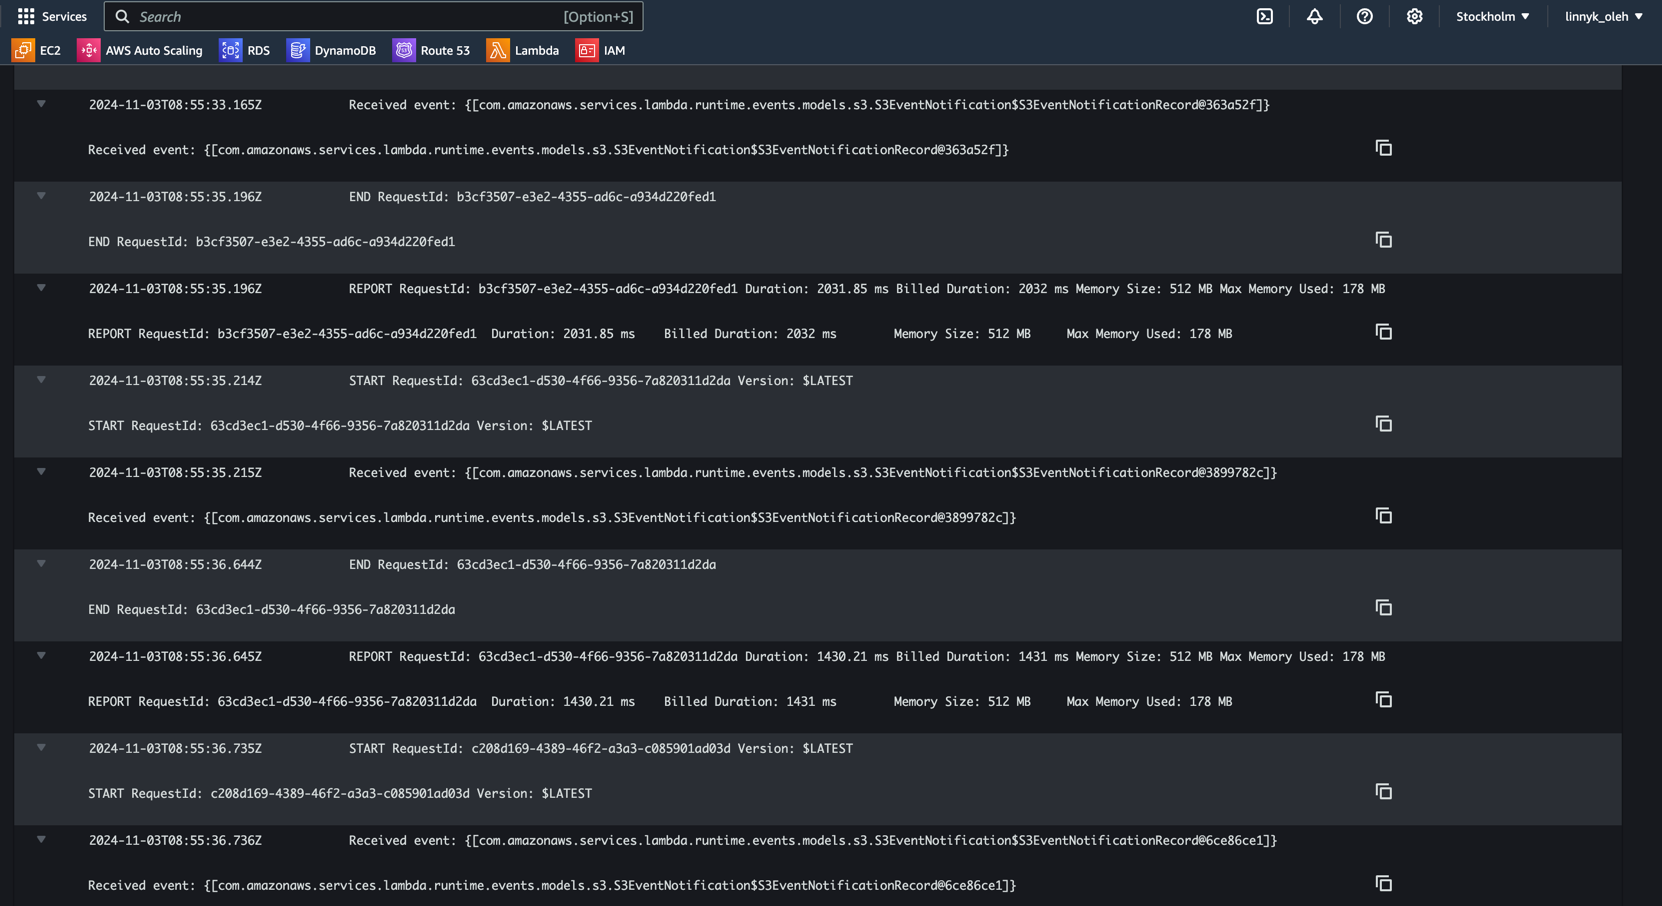 Services Search [Option+S] Stockholm linnyk_oleh
EC2 AWS Auto Scaling RDS DynamoDB Route 53 Lambda IAM
2024-11-03T08:55:33.165Z Received event: {[com.amazonaws.services.lambda.runtime.events.models.s3.S3EventNotification$S3EventNotificationRecord@363a52f]}
Received event: {[com.amazonaws.services.lambda.runtime.events.models.s3.S3EventNotification$S3EventNotificationRecord@363a52f]}
2024-11-03T08:55:35.196Z END RequestId: b3cf3507-e3e2-4355-ad6c-a934d220fed1
END RequestId: b3cf3507-e3e2-4355-ad6c-a934d220fed1
2024-11-03T08:55:35.196Z REPORT RequestId: b3cf3507-e3e2-4355-ad6c-a934d220fed1 Duration: 2031.85 ms Billed Duration: 2032 ms Memory Size: 512 MB Max Memory Used: 178 MB
REPORT RequestId: b3cf3507-e3e2-4355-ad6c-a934d220fed1 Duration: 2031.85 ms Billed Duration: 2032 ms Memory Size: 512 MB Max Memory Used: 178 MB
2024-11-03T08:55:35.214Z START RequestId: 63cd3ec1-d530-4f66-9356-7a820311d2da Version: $LATEST
START RequestId: 63cd3ec1-d530-4f66-9356-7a820311d2da Version: $LATEST
2024-11-03T08:55:35.215Z Received event: {[com.amazonaws.services.lambda.runtime.events.models.s3.S3EventNotification$S3EventNotificationRecord@3899782c]}
Received event: {[com.amazonaws.services.lambda.runtime.events.models.s3.S3EventNotification$S3EventNotificationRecord@3899782c]}
2024-11-03T08:55:36.644Z END RequestId: 63cd3ec1-d530-4f66-9356-7a820311d2da
END RequestId: 63cd3ec1-d530-4f66-9356-7a820311d2da
2024-11-03T08:55:36.645Z REPORT RequestId: 63cd3ec1-d530-4f66-9356-7a820311d2da Duration: 1430.21 ms Billed Duration: 1431 ms Memory Size: 512 MB Max Memory Used: 178 MB
REPORT RequestId: 63cd3ec1-d530-4f66-9356-7a820311d2da Duration: 1430.21 ms Billed Duration: 1431 ms Memory Size: 512 MB Max Memory Used: 178 MB
2024-11-03T08:55:36.735Z START RequestId: c208d169-4389-46f2-a3a3-c085901ad03d Version: $LATEST
START RequestId: c208d169-4389-46f2-a3a3-c085901ad03d Version: $LATEST
2024-11-03T08:55:36.736Z Received event: {[com.amazonaws.services.lambda.runtime.events.models.s3.S3EventNotification$S3EventNotificationRecord@6ce86ce1]}
Received event: {[com.amazonaws.services.lambda.runtime.events.models.s3.S3EventNotification$S3EventNotificationRecord@6ce86ce1]}